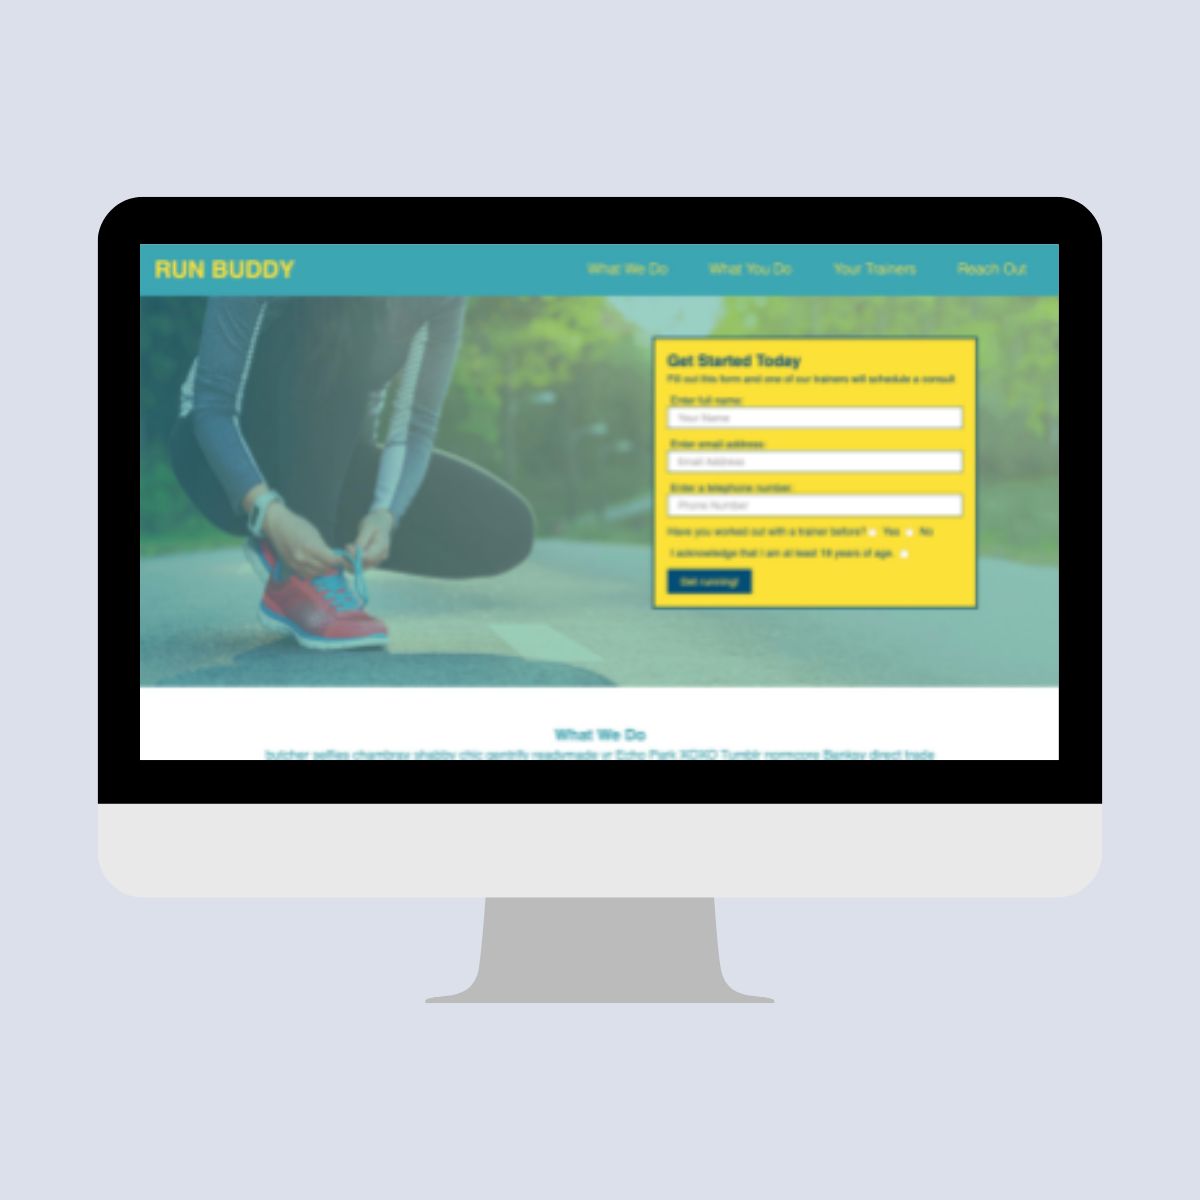 RUN BUDDY
What We Do What You Do Your Trainers Reach Out
Get Started Today
Fill out this form and one of our trainers will schedule a consult
Enter full name:
Your Name
Enter email address:
Email Address
Enter a telephone number:
Phone Number
Have you worked out with a trainer before? Yes No
I acknowledge that I am at least 18 years of age.
Get running!
What We Do
butcher selfies chambray shabby chic gentrify readymade yr Echo Park XOXO Tumblr normcore Banksy direct trade